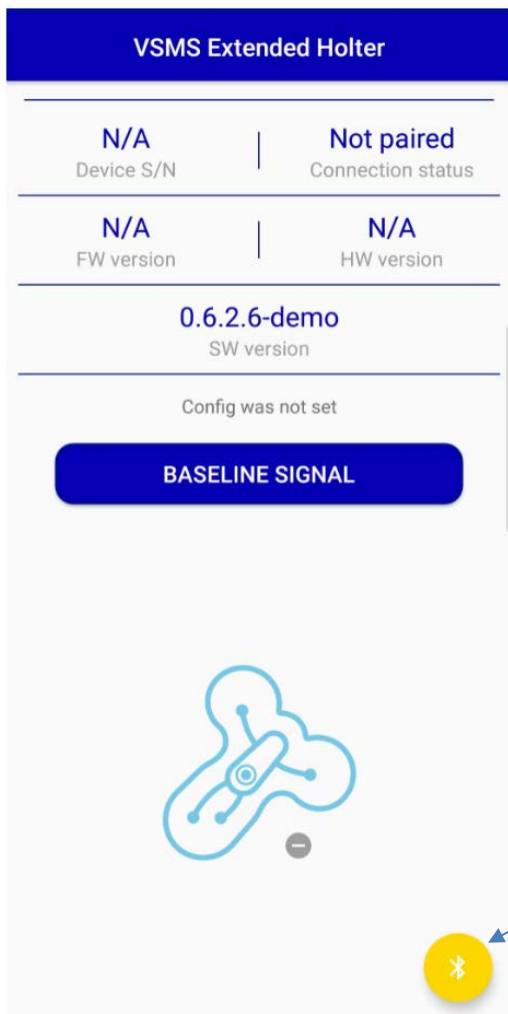 VSMS Extended Holter
N/A Not paired
Device S/N Connection status
N/A N/A
FW version HW version
0.6.2.6-demo
SW version
Config was not set
BASELINE SIGNAL